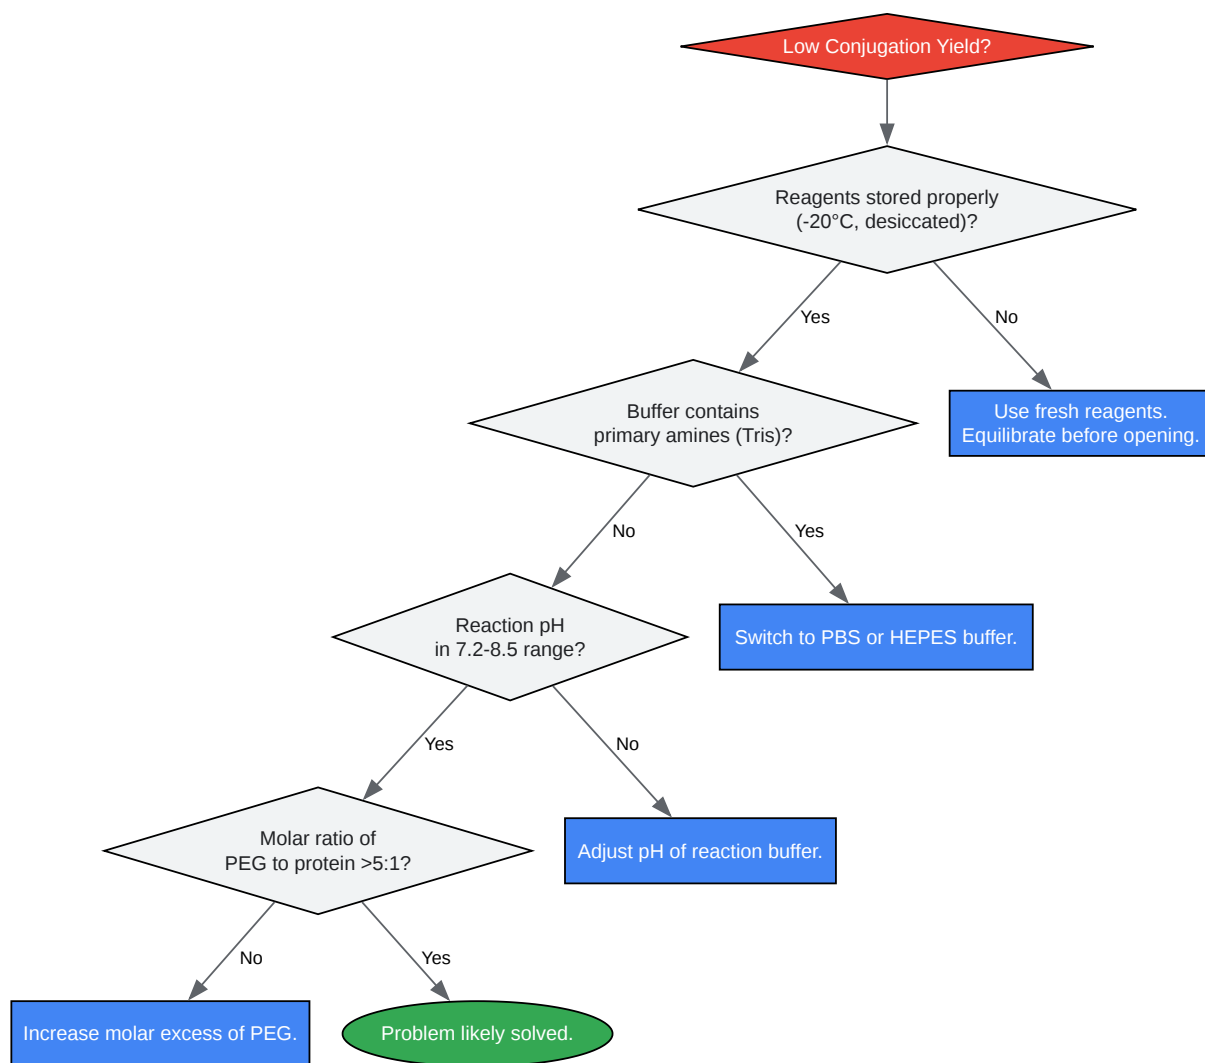 Low Conjugation Yield?
Reagents stored properly
(-20°C, desiccated)?
Yes
No
Buffer contains
primary amines (Tris)?
Use fresh reagents.
Equilibrate before opening.
No
Yes
Reaction pH
in 7.2-8.5 range?
Switch to PBS or HEPES buffer.
Yes
No
Molar ratio of
PEG to protein >5:1?
Adjust pH of reaction buffer.
No
Yes
Increase molar excess of PEG.
Problem likely solved.